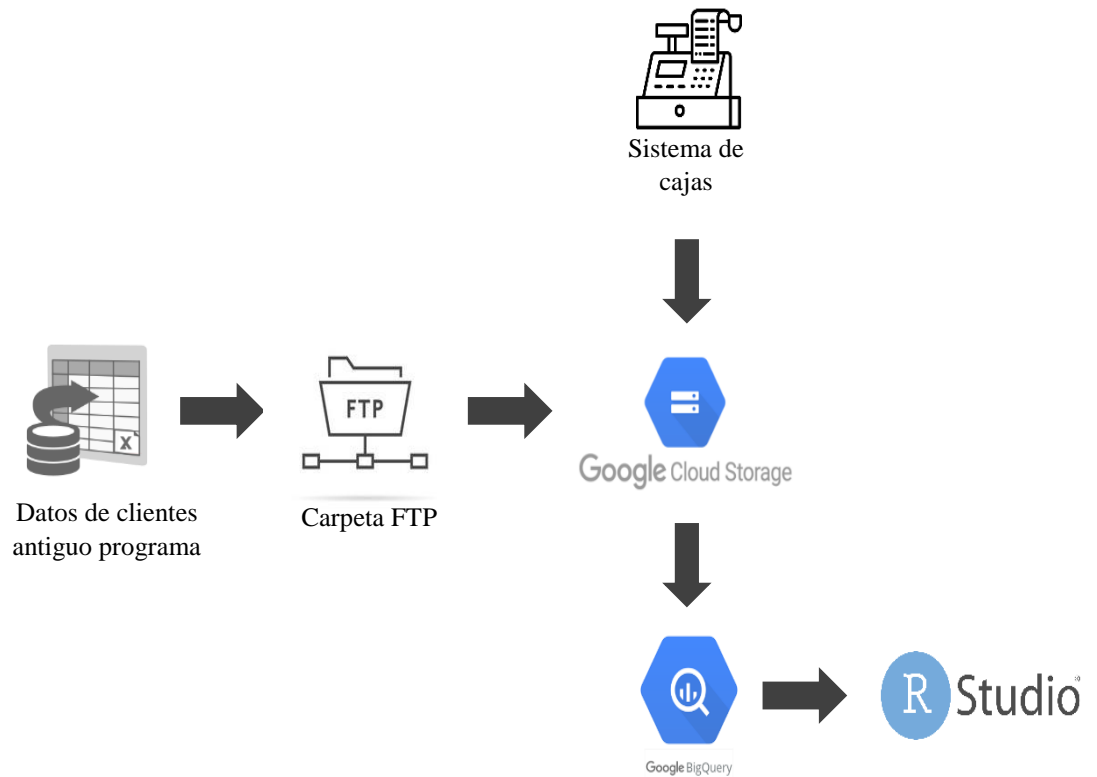 Sistema de
cajas
X
FTP
Google Cloud Storage
Datos de clientes
antiguo programa
Carpeta FTP
R Studio
Google BigQuery